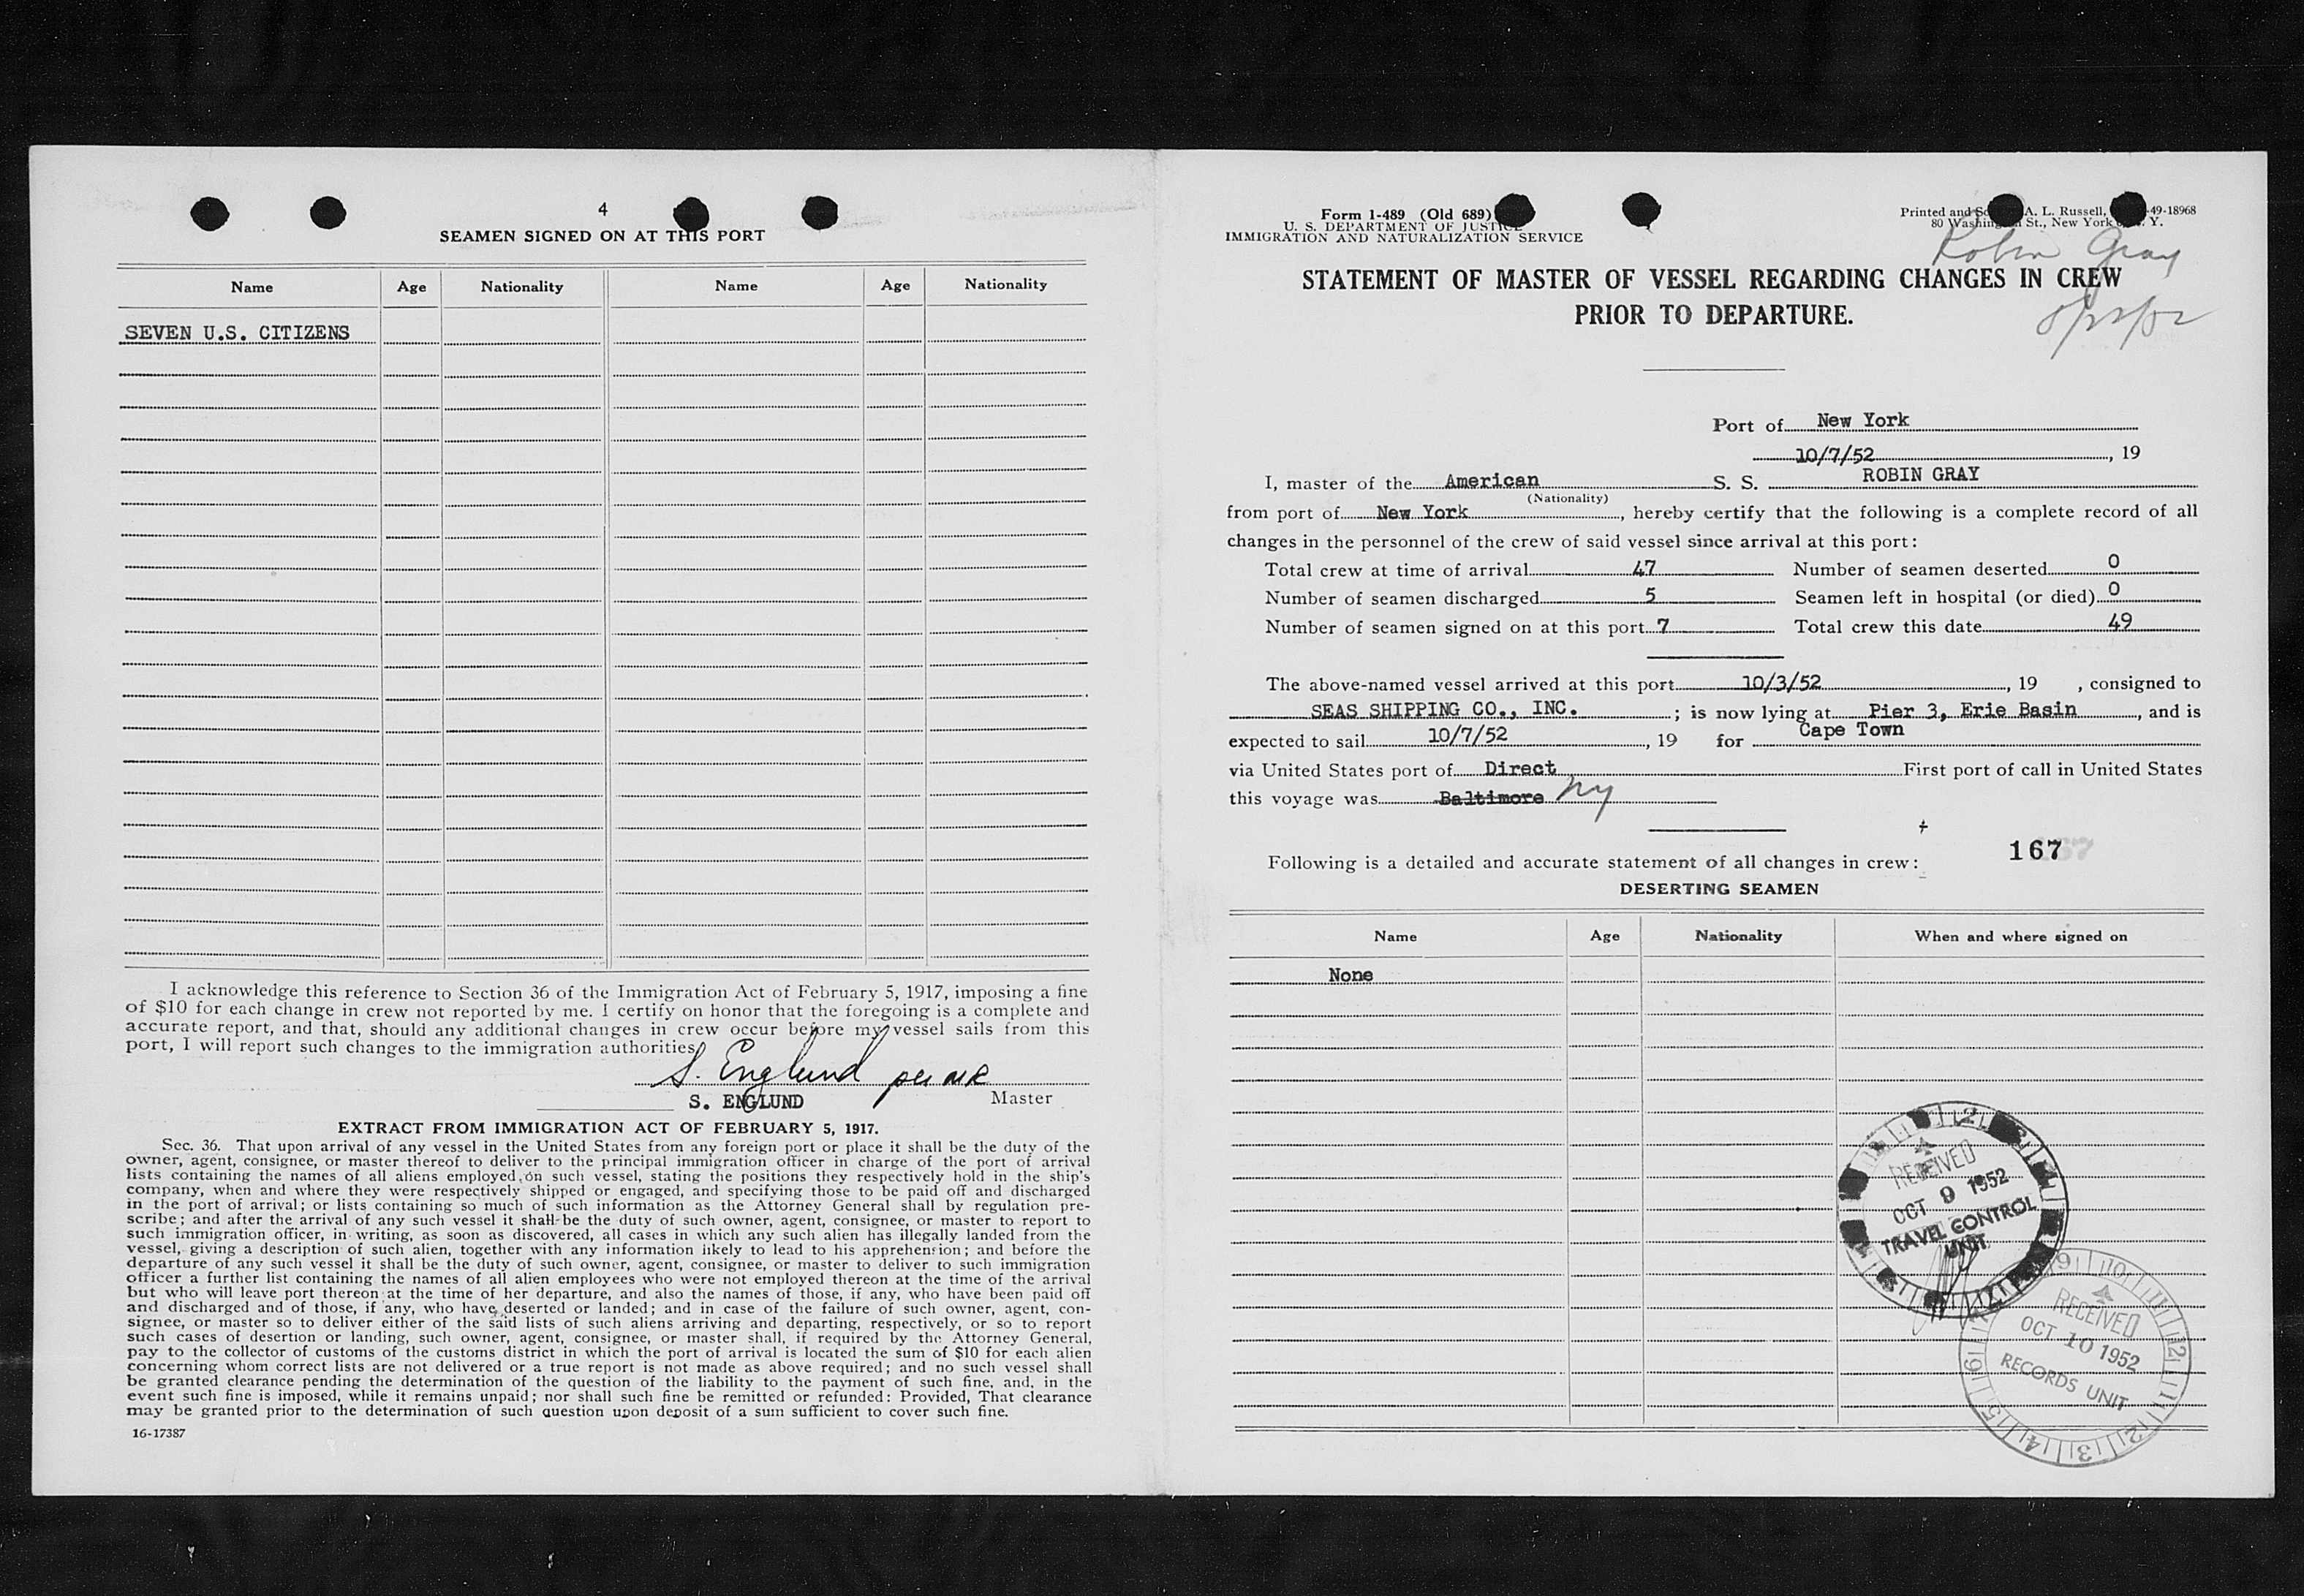 4
SEAMEN SIGNED ON AT THIS PORT
Name Age Nationality Name Age Nationality
SEVEN U.S. CITIZENS
I acknowledge this reference to Section 36 of the Immigration Act of February 5, 1917, imposing a fine
of $10 for each change in crew not reported by me. I certify on honor that the foregoing is a complete and
accurate report, and that, should any additional changes in crew occur before my vessel sails from this
port, I will report such changes to the immigration authorities.
S. Englund per
S. ENGLUND Master
EXTRACT FROM IMMIGRATION ACT OF FEBRUARY 5, 1917.
Sec. 36. That upon arrival of any vessel in the United States from any foreign port or place it shall be the duty of the
owner, agent, consignee, or master thereof to deliver to the principal immigration officer in charge of the port of arrival
lists containing the names of all aliens employed on such vessel, stating the positions they respectively hold in the ship's
company, when and where they were respectively shipped or engaged, and specifying those to be paid off and discharged
in the port of arrival; or lists containing so much of such information as the Attorney General shall by regulation pre-
scribe; and after the arrival of any such vessel it shall be the duty of such owner, agent, consignee, or master to report to
such immigration officer, in writing, as soon as discovered, all cases in which any such alien has illegally landed from the
vessel, giving a description of such alien, together with any information likely to lead to his apprehension; and before the
departure of any such vessel it shall be the duty of such owner, agent, consignee, or master to deliver to such immigration
officer a further list containing the names of all alien employees who were not employed thereon at the time of the arrival
but who will leave port thereon at the time of her departure, and also the names of those, if any, who have been paid off
and discharged and of those, if any, who have deserted or landed; and in case of the failure of such owner, agent, con-
signee, or master so to deliver either of the said lists of such aliens arriving and departing, respectively, or so to report
such cases of desertion or landing, such owner, agent, consignee, or master shall, if required by the Attorney General,
pay to the collector of customs of the customs district in which the port of arrival is located the sum of $10 for each alien
concerning whom correct lists are not delivered or a true report is not made as above required; and no such vessel shall
be granted clearance pending the determination of the question of the liability to the payment of such fine, and, in the
event such fine is imposed, while it remains unpaid; nor shall such fine be remitted or refunded: Provided, That clearance
may be granted prior to the determination of such question upon deposit of a sum sufficient to cover such fine.
16-17387
Form I-489 (Old 689)
U. S. DEPARTMENT OF JUSTICE
IMMIGRATION AND NATURALIZATION SERVICE
Printed and A. L. Russell, 49-18968
80 Washington St., New York Y.
Robin Gray
STATEMENT OF MASTER OF VESSEL REGARDING CHANGES IN CREW
PRIOR TO DEPARTURE.
Port of New York
10/7/52, 19
I, master of the American S. S. ROBIN GRAY
(Nationality)
from port of New York, hereby certify that the following is a complete record of all
changes in the personnel of the crew of said vessel since arrival at this port:
Total crew at time of arrival 47 Number of seamen deserted 0
Number of seamen discharged 5 Seamen left in hospital (or died) 0
Number of seamen signed on at this port 7 Total crew this date 49
The above-named vessel arrived at this port 10/3/52, 19 , consigned to
SEAS SHIPPING CO., INC.; is now lying at Pier 3, Erie Basin, and is
expected to sail 10/7/52, 19 for Cape Town
via United States port of Direct First port of call in United States
this voyage was Baltimore NY
167
Following is a detailed and accurate statement of all changes in crew:
DESERTING SEAMEN
Name Age Nationality When and where signed on
None
RECEIVED
OCT 9 1952
TRAVEL CONTROL
UNIT
RECEIVED
OCT 10 1952
RECORDS UNIT